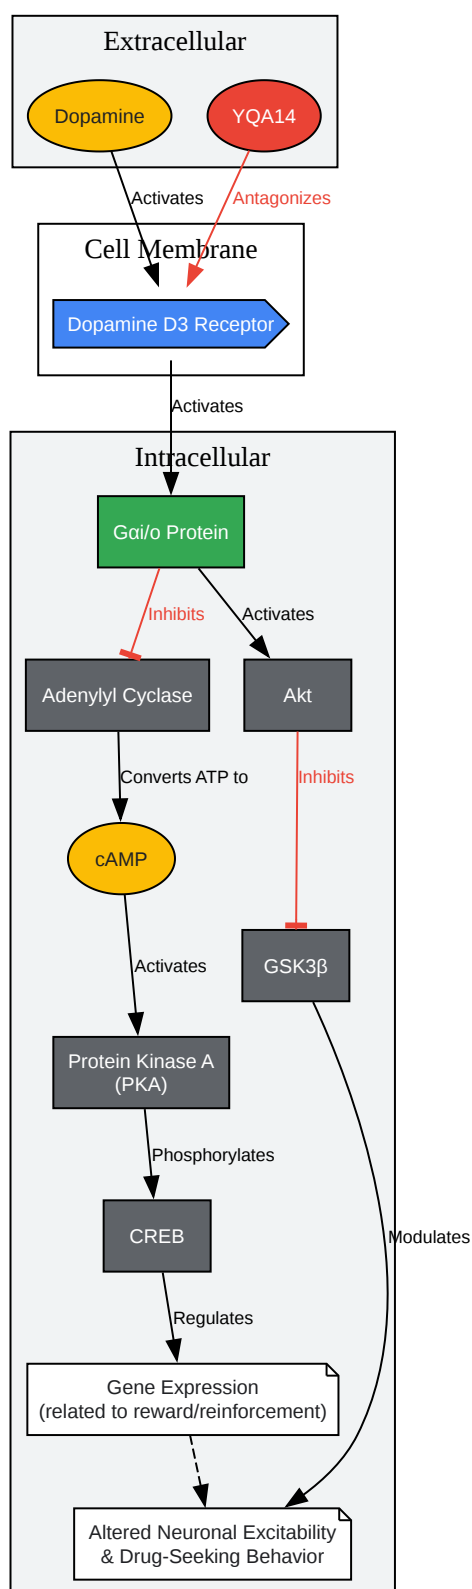 Extracellular
Dopamine
YQA14
Activates
Antagonizes
Cell Membrane
Dopamine D3 Receptor
Activates
Intracellular
Gαi/o Protein
Inhibits
Activates
Adenylyl Cyclase
Akt
Converts ATP to
Inhibits
cAMP
GSK3β
Activates
Protein Kinase A
(PKA)
Phosphorylates
CREB
Modulates
Regulates
Gene Expression
(related to reward/reinforcement)
Altered Neuronal Excitability
& Drug-Seeking Behavior